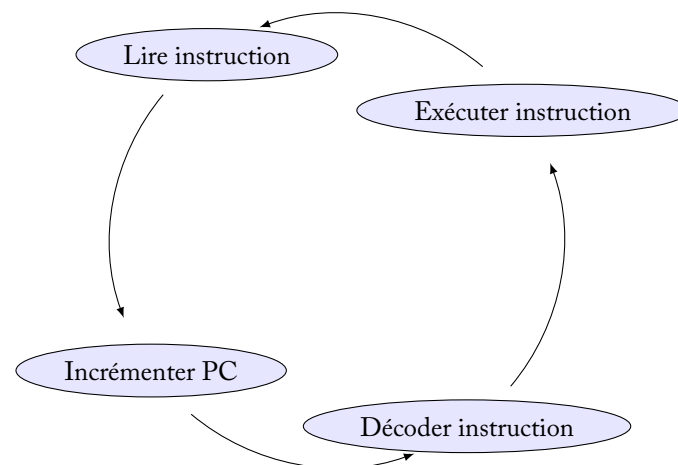 Lire instruction
Exécuter instruction
Incrémenter PC
Décoder instruction